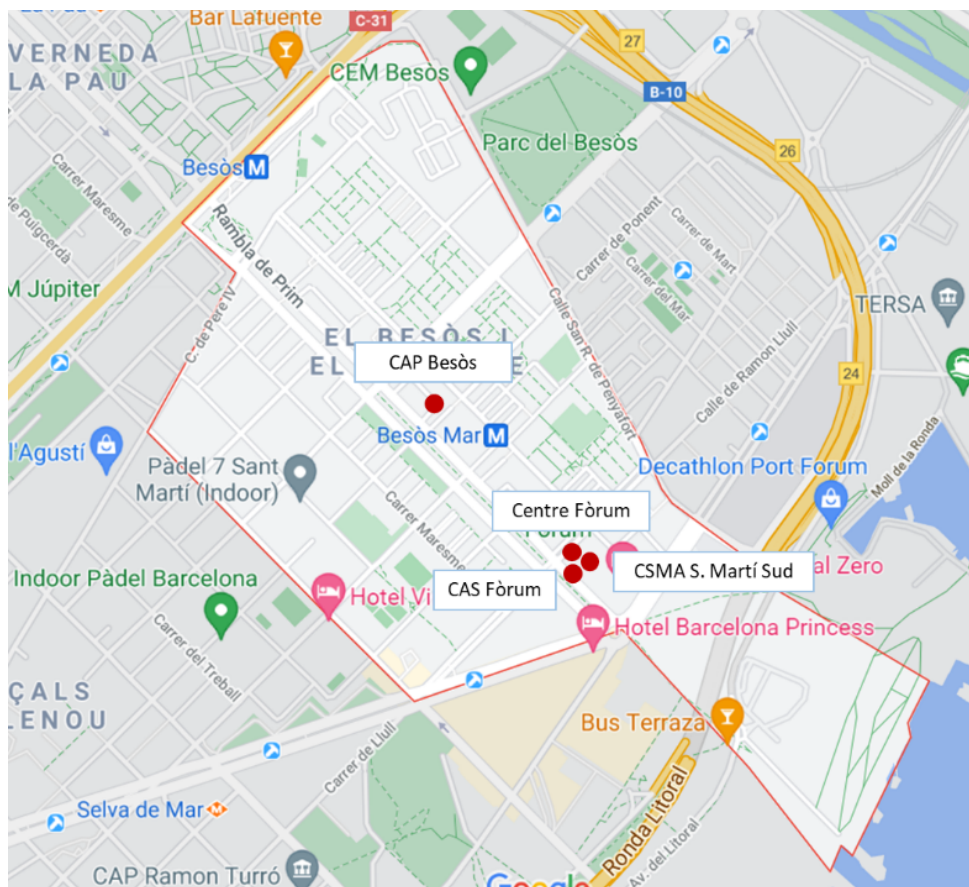 La Pau
Bar Lafuente
C-31
27
VERNEDA
LA PAU
CEM Besòs
B-10
Parc del Besòs
26
Besòs M
Carrer Maresme
de Puigcerdà
Rambla de Prim
Carrer de Ponent
Carrer de Mart
Carrer del Mar
M Júpiter
C. de Pere IV
Calle San R. de Penyafort
TERSA
EL BESÒS I
EL
E
CAP Besòs
Calle de Ramon Llull
24
Besòs Mar M
l'Agustí
Pàdel 7 Sant
Martí (Indoor)
Decathlon Port Forum
Moll de la Ronda
Carrer Maresme
Centre Fòrum
Fòrum
CSMA S. Martí Sud
al Zero
CAS Fòrum
Indoor Pàdel Barcelona
Hotel Vi
Hotel Barcelona Princess
Carrer del Treball
ÇALS
LENOU
Bus Terraza
Carrer de Llull
Selva de Mar
Ronda Litoral
Av. del Litoral
CAP Ramon Turró
Google